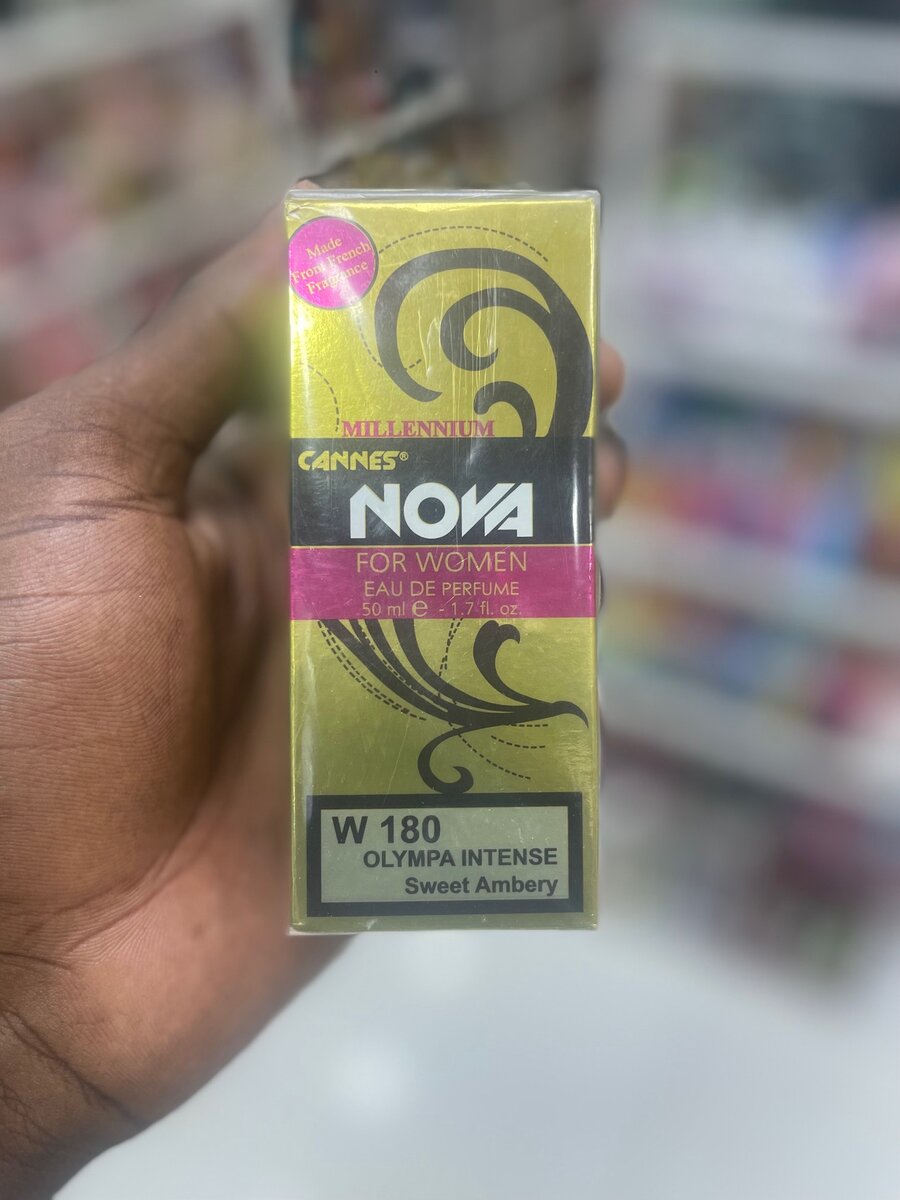 Made
From French
Fragrance
MILLENNIUM
CANNES®
NOVA
FOR WOMEN
EAU DE PERFUME
50 ml e - 1.7 fl. oz.
W 180
OLYMPA INTENSE
Sweet Ambery